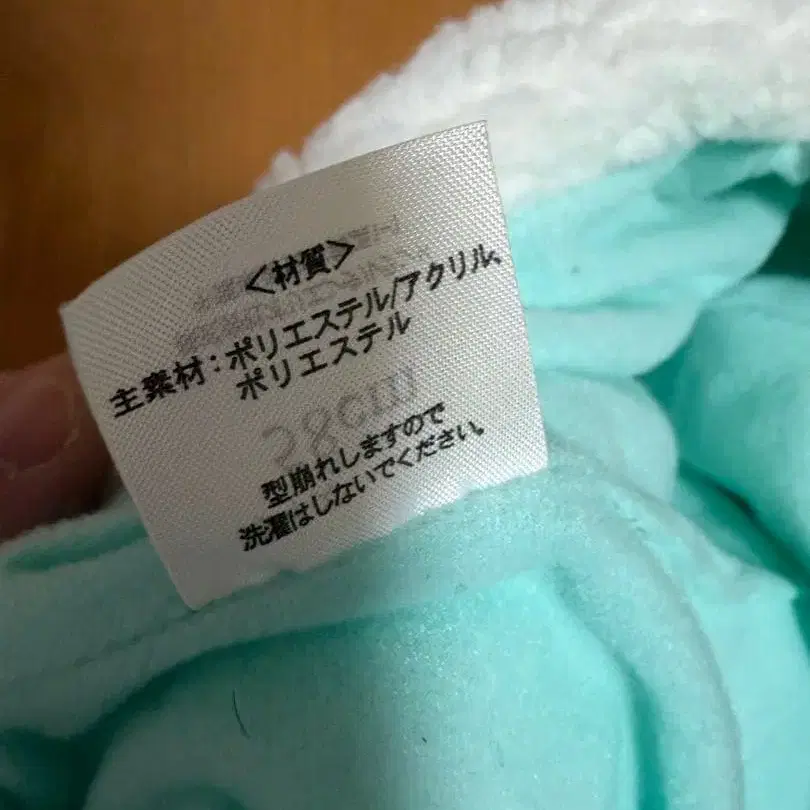 <材質>
主素材:ポリエステル/アクリル、
ポリエステル
型崩れしますので
洗濯はしないでください。